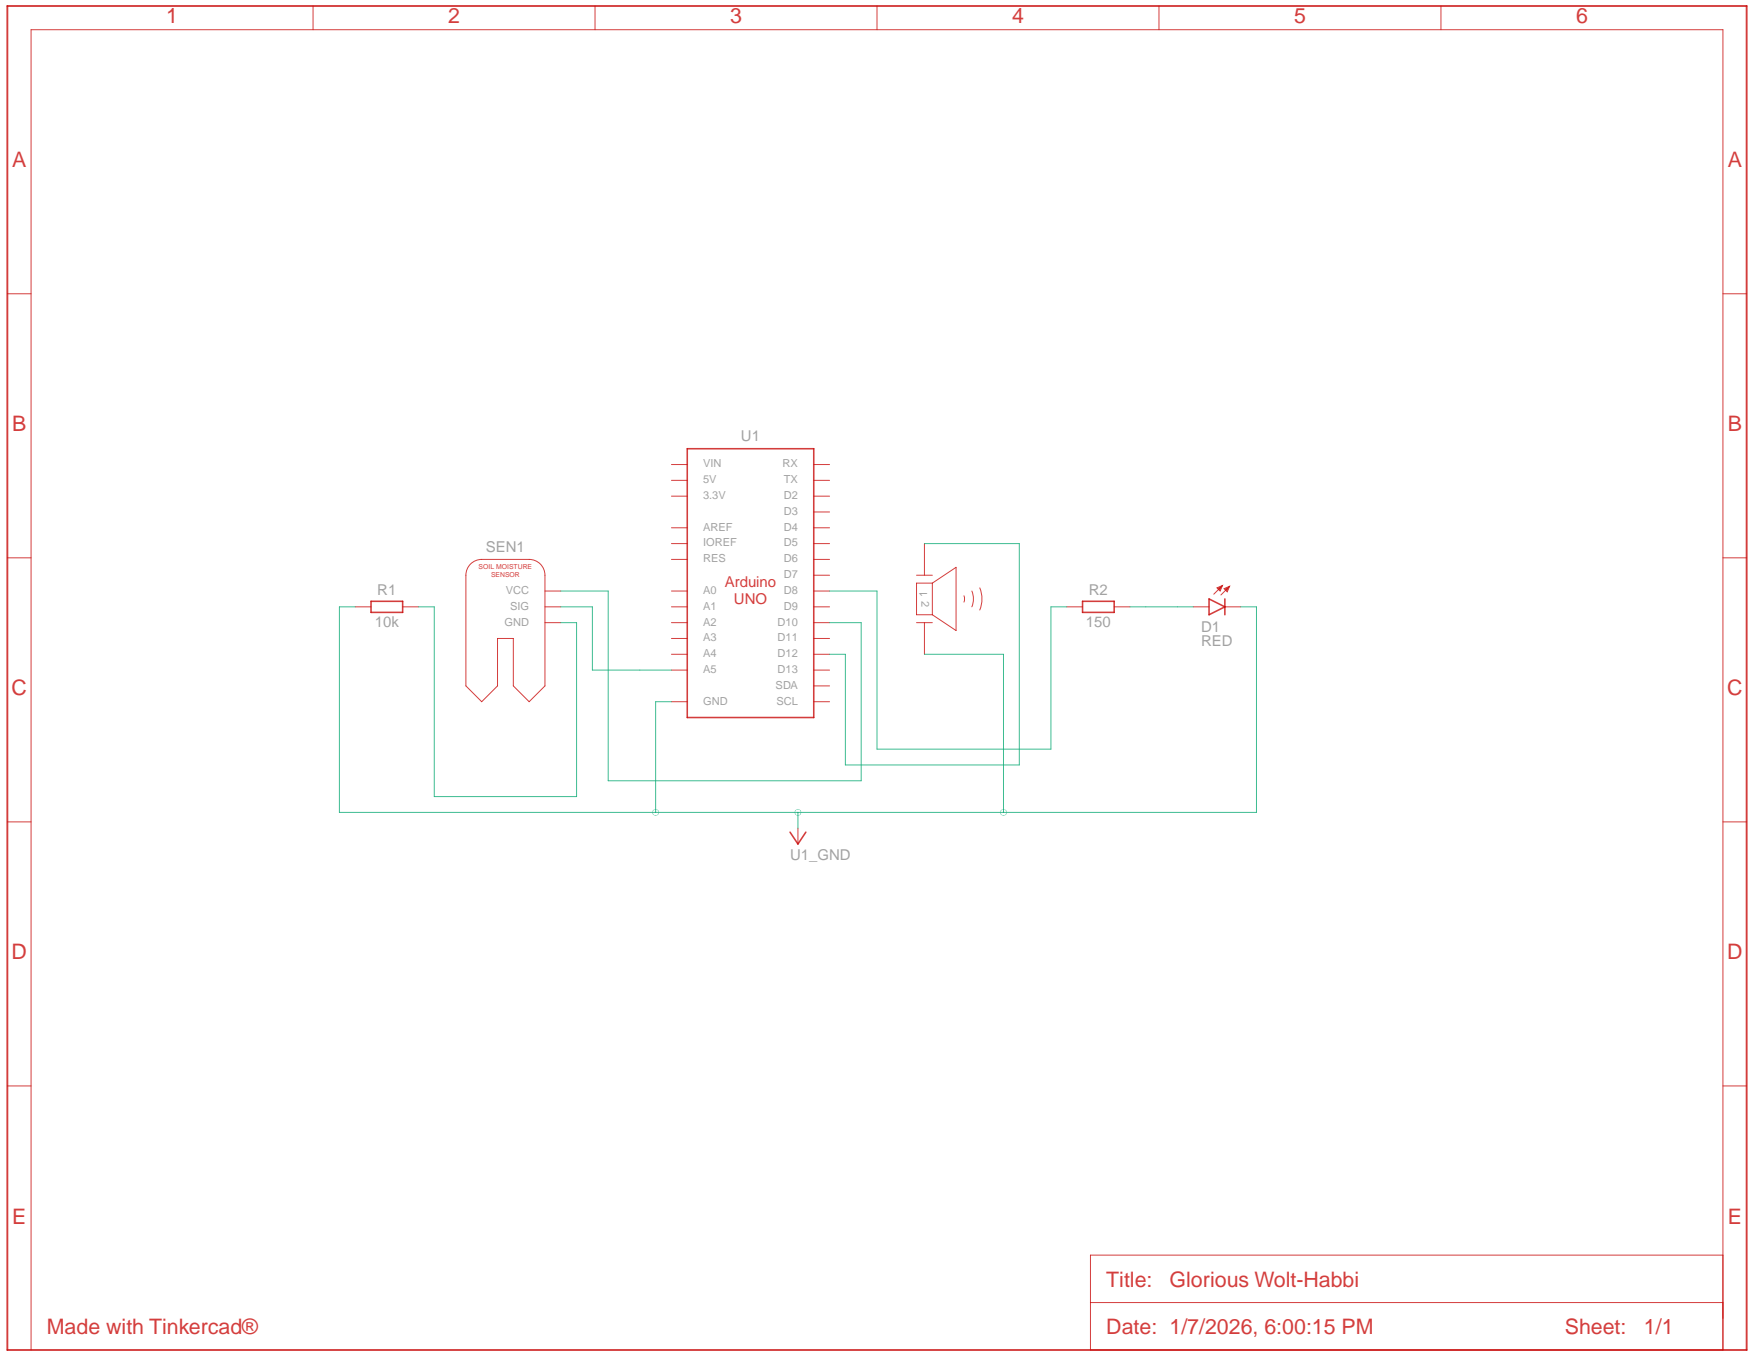 1 2 3 4 5 6
A A
B B
U1
VIN RX
5V TX
3.3V D2
D3
AREF D4
IOREF D5
RES D6
D7
A0 D8
A1 D9
A2 D10
A3 D11
A4 D12
A5 D13
SDA
GND SCL
Arduino
UNO
SEN1
SOIL MOISTURE
SENSOR
VCC
SIG
GND
R1
10k
1 2
R2
150
D1
RED
C C
U1_GND
D D
E E
Title: Glorious Wolt-Habbi
Made with Tinkercad®
Date: 1/7/2026, 6:00:15 PM Sheet: 1/1